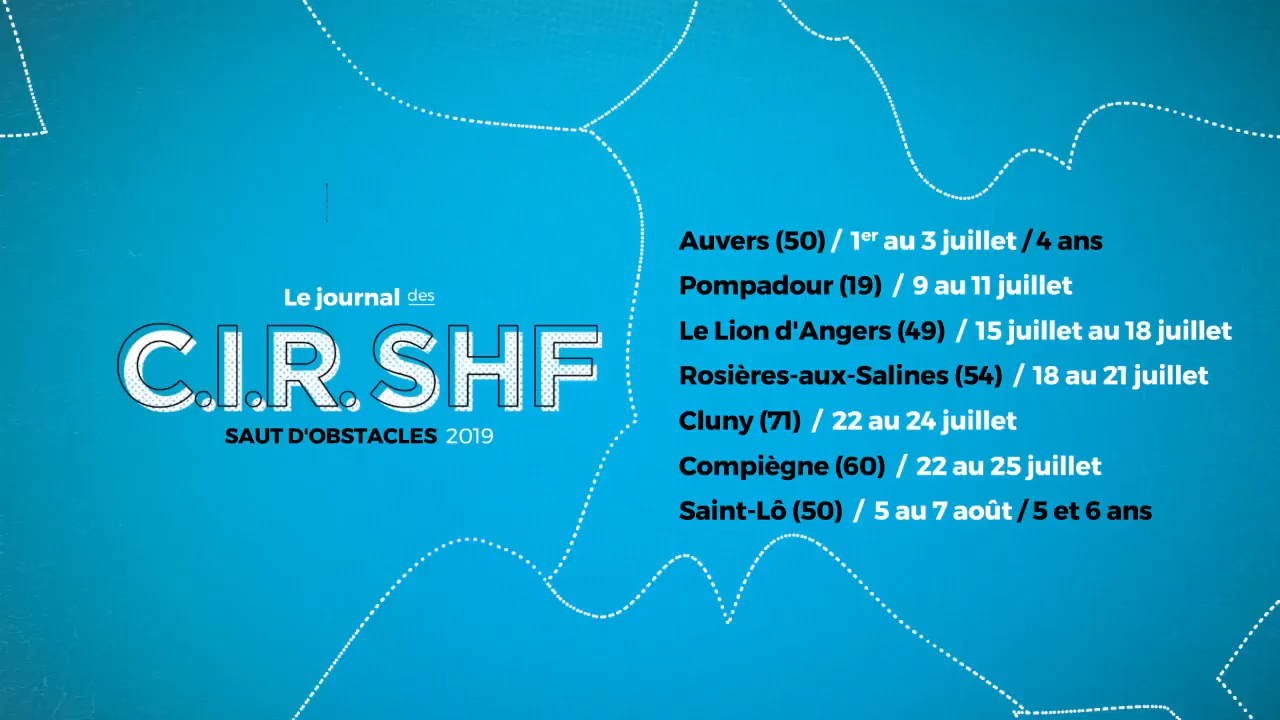 Le journal des
C.I.R. SHF
SAUT D'OBSTACLES 2019
Auvers (50) / 1er au 3 juillet / 4 ans
Pompadour (19) / 9 au 11 juillet
Le Lion d'Angers (49) / 15 juillet au 18 juillet
Rosières-aux-Salines (54) / 18 au 21 juillet
Cluny (71) / 22 au 24 juillet
Compiègne (60) / 22 au 25 juillet
Saint-Lô (50) / 5 au 7 août / 5 et 6 ans